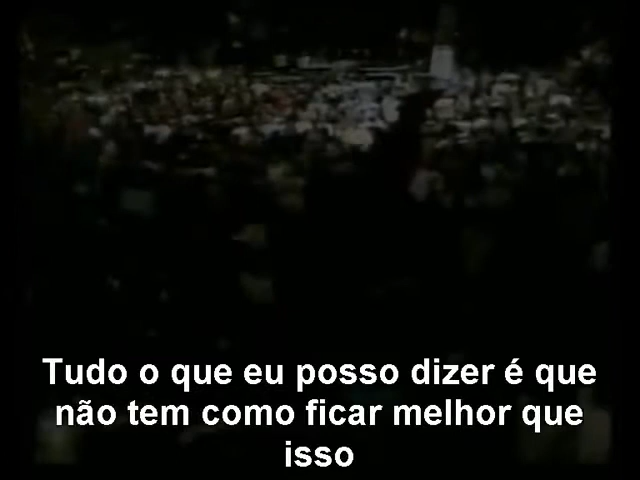 Tudo o que eu posso dizer é que
não tem como ficar melhor que
isso